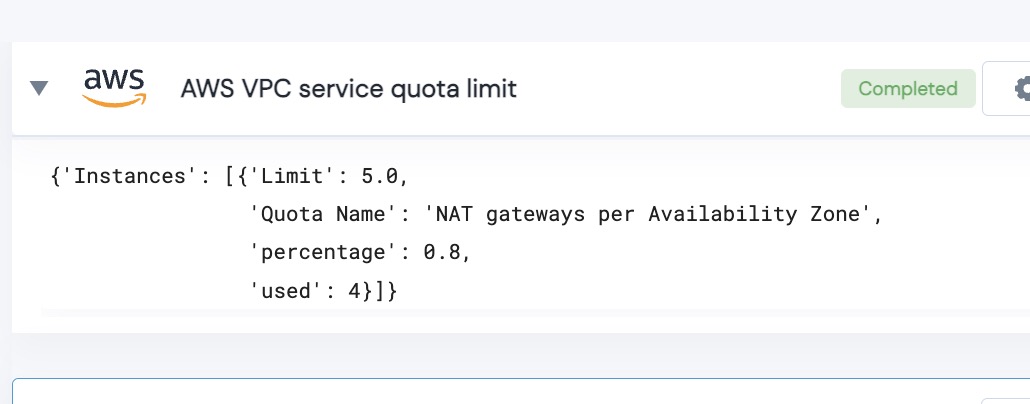 aws AWS VPC service quota limit Completed
{'Instances': [{'Limit': 5.0,
'Quota Name': 'NAT gateways per Availability Zone',
'percentage': 0.8,
'used': 4}]}